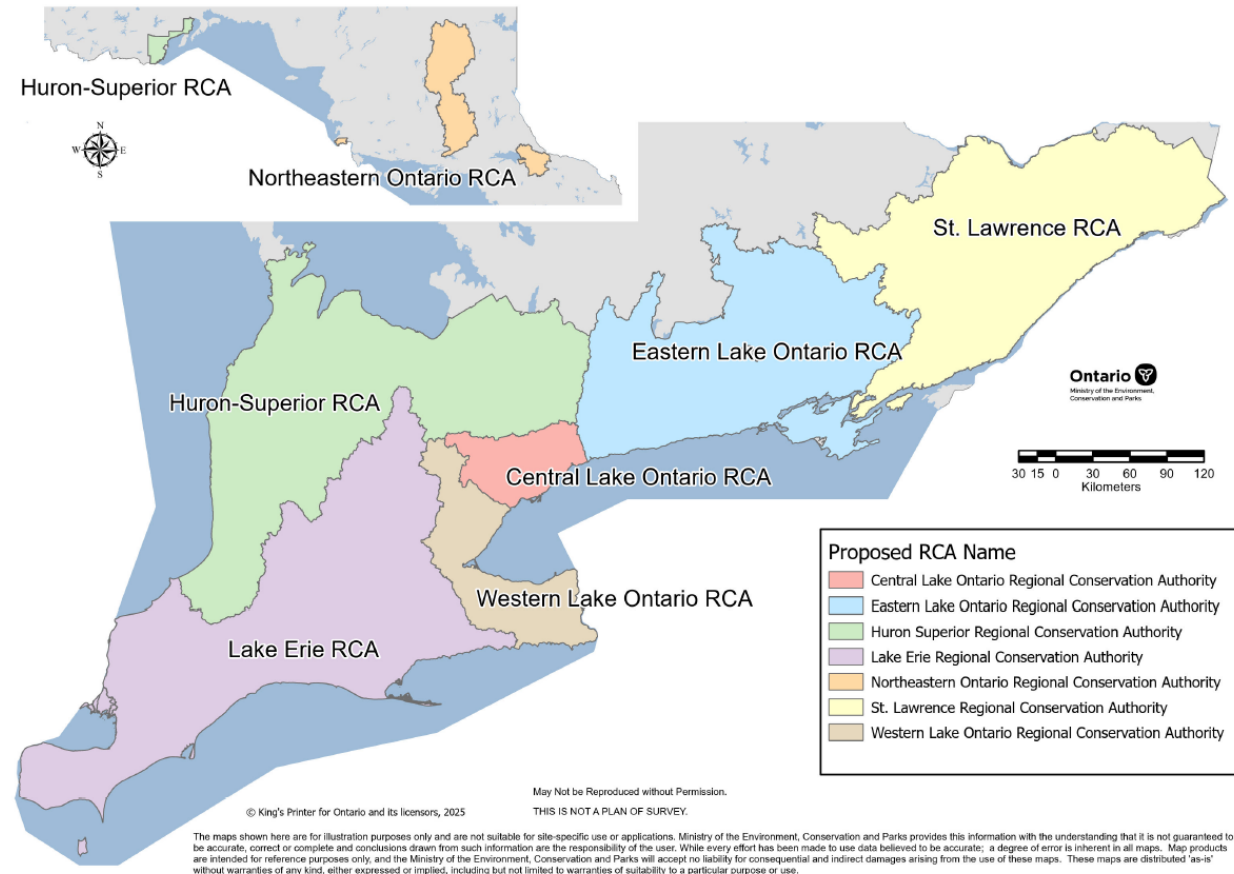 Huron-Superior RCA
N
W E
S
Northeastern Ontario RCA
St. Lawrence RCA
Eastern Lake Ontario RCA
Huron-Superior RCA
Ontario
Ministry of the Environment,
Conservation and Parks
Central Lake Ontario RCA
30 15 0 30 60 90 120
Kilometers
Western Lake Ontario RCA
Lake Erie RCA
Proposed RCA Name
Central Lake Ontario Regional Conservation Authority
Eastern Lake Ontario Regional Conservation Authority
Huron Superior Regional Conservation Authority
Lake Erie Regional Conservation Authority
Northeastern Ontario Regional Conservation Authority
St. Lawrence Regional Conservation Authority
Western Lake Ontario Regional Conservation Authority
May Not be Reproduced without Permission.
© King's Printer for Ontario and its licensors, 2025
THIS IS NOT A PLAN OF SURVEY.
The maps shown here are for illustration purposes only and are not suitable for site-specific use or applications. Ministry of the Environment, Conservation and Parks provides this information with the understanding that it is not guaranteed to
be accurate, correct or complete and conclusions drawn from such information are the responsibility of the user. While every effort has been made to use data believed to be accurate; a degree of error is inherent in all maps. Map products
are intended for reference purposes only, and the Ministry of the Environment, Conservation and Parks will accept no liability for consequential and indirect damages arising from the use of these maps. These maps are distributed 'as-is'
without warranties of any kind, either expressed or implied, including but not limited to warranties of suitability to a particular purpose or use.